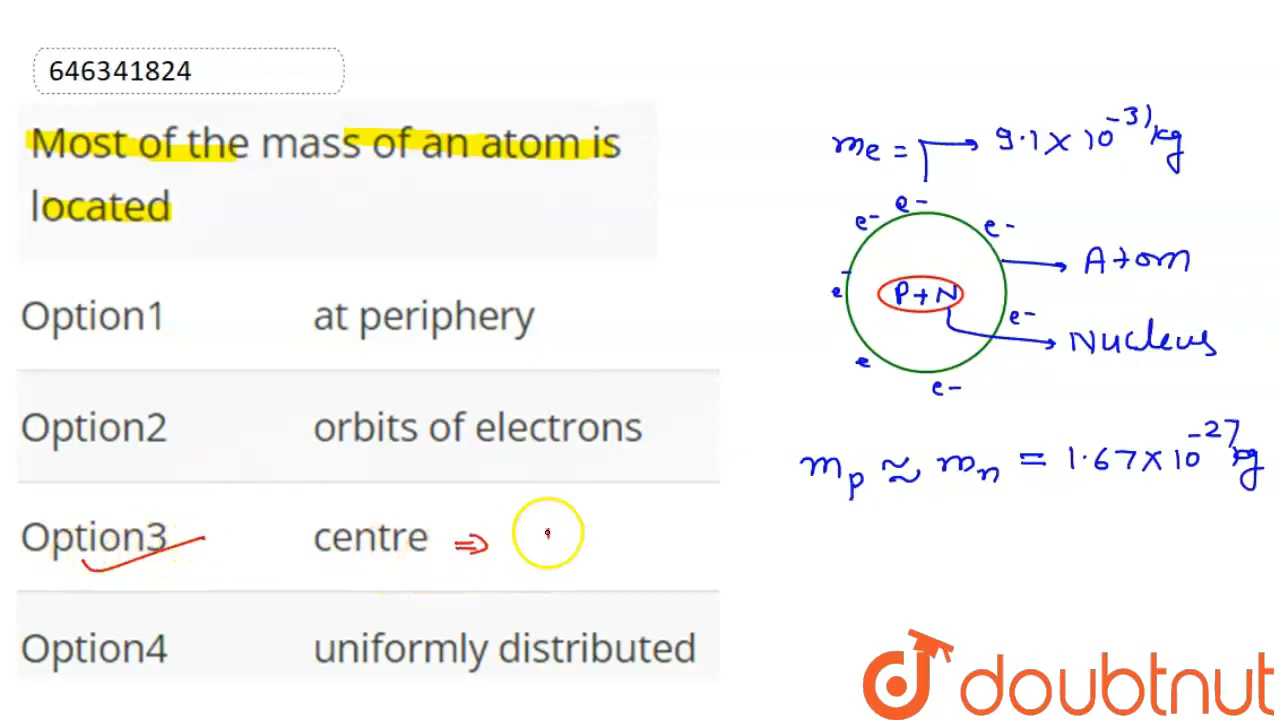 646341824
Most of the mass of an atom is
located
Option1 at periphery
Option2 orbits of electrons
Option3 centre ⇒
Option4 uniformly distributed
me = → 9.1 × 10⁻³¹ kg
e⁻ e⁻ e⁻
→ Atom
e⁻ P+N e⁻
→ Nucleus
e e⁻
mp ≈ mn = 1.67 × 10⁻²⁷ kg
doubtnut